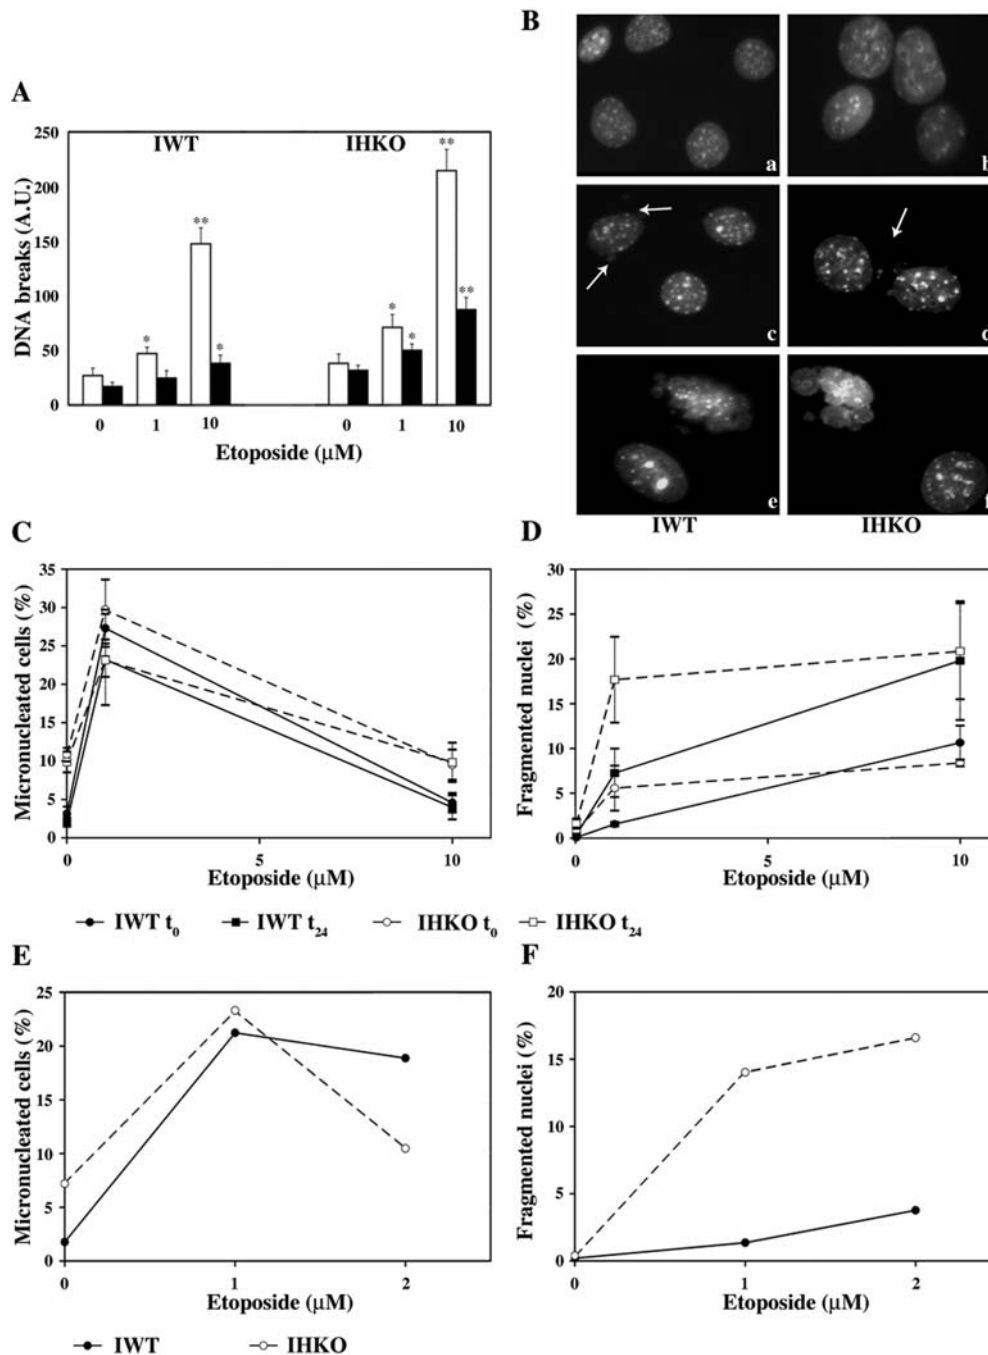 B
a
b
A
250
IWT
IHKO
**
**
200
DNA breaks (A.U.)
150
c
d
100
**
*
*
*
*
50
0
0
1
10
0
1
10
Etoposide (μM)
e
f
IWT
IHKO
C
D
35
30
25
20
15
10
5
0
Micronucleated cells (%)
0
5
10
Etoposide (μM)
30
25
20
15
10
5
0
Fragmented nuclei (%)
0
5
10
Etoposide (μM)
IWT t0
IWT t24
IHKO t0
IHKO t24
E
F
25
20
15
10
5
0
Micronucleated cells (%)
0
1
2
Etoposide (μM)
20
15
10
5
0
Fragmented nuclei (%)
0
1
2
Etoposide (μM)
IWT
IHKO